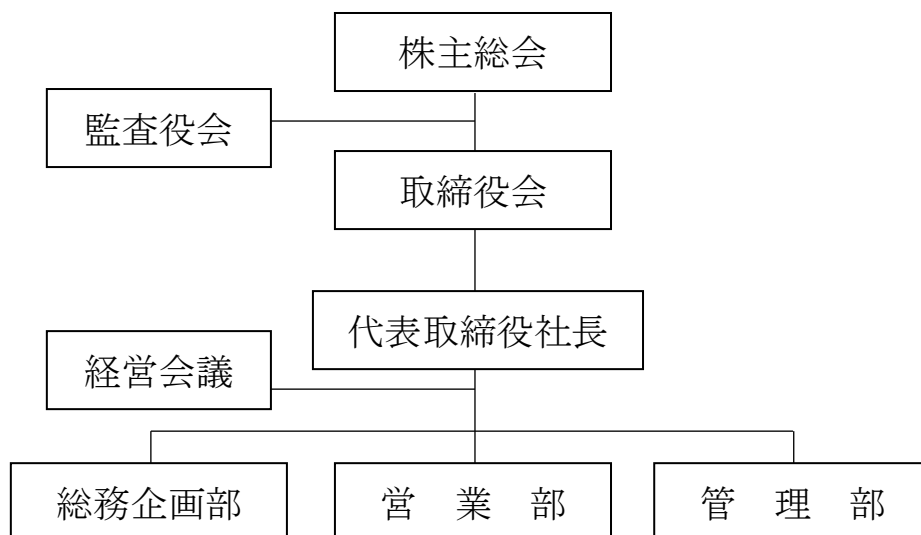 株主総会
監査役会
取締役会
代表取締役社長
経営会議
総務企画部
営　業　部
管　理　部